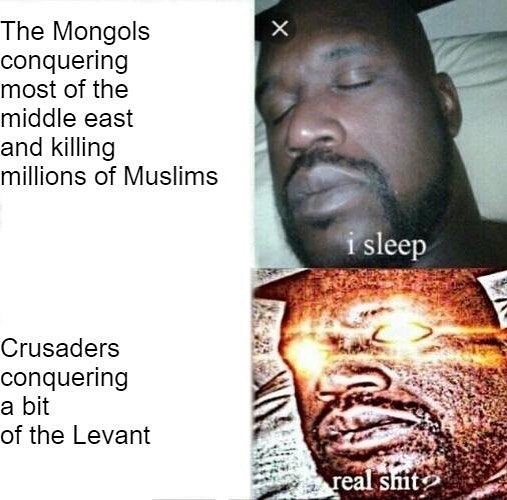 The Mongols
conquering
most of the
middle east
and killing
millions of Muslims
i sleep
Crusaders
conquering
a bit
of the Levant
real shit?